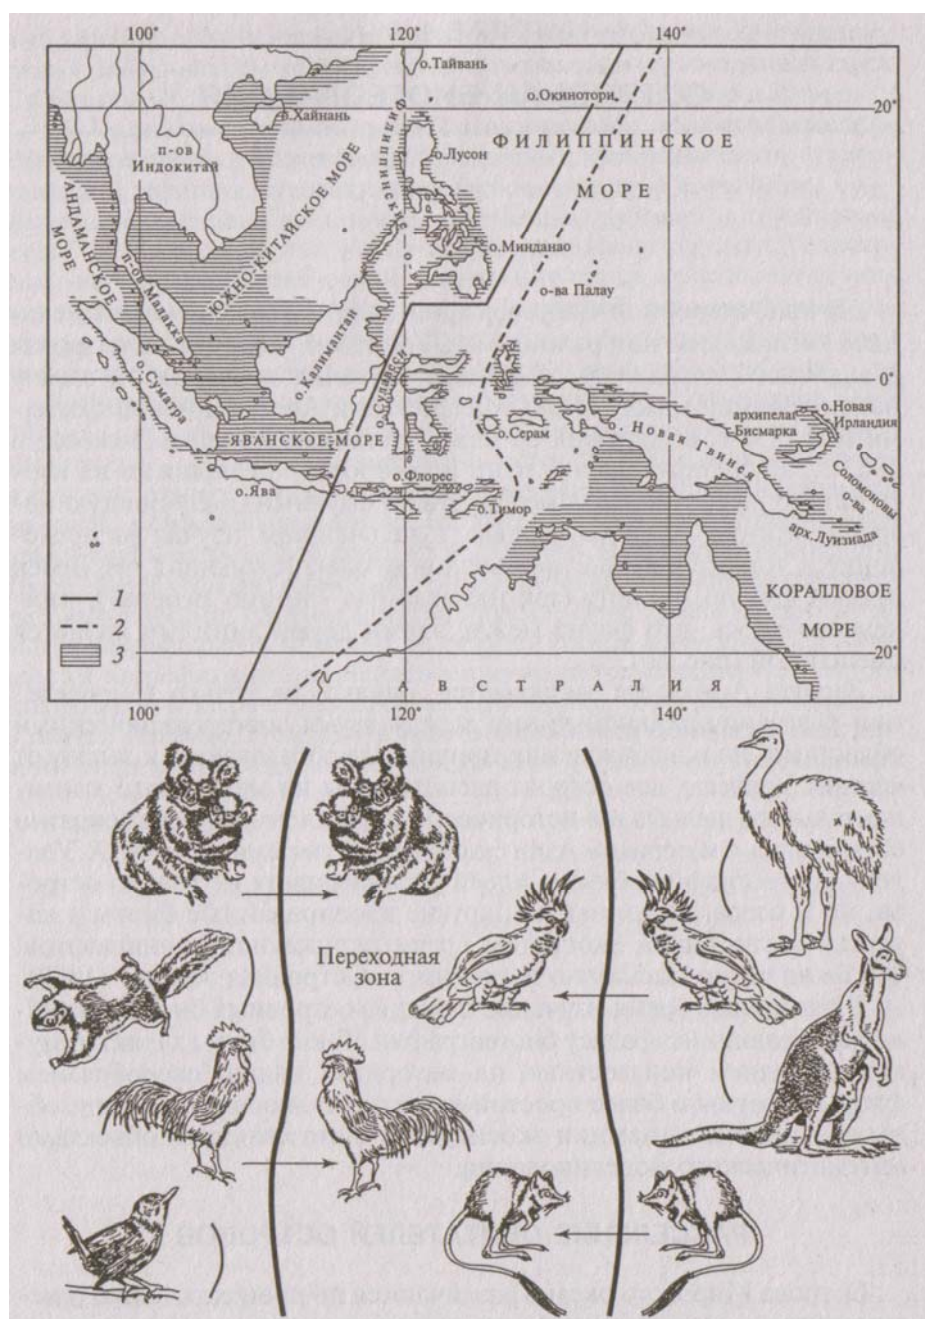 100° 120° 140°
о.Тайвань
о.Окинотори
20°
о.Хайнань
п-ов
Индокитай
ФИЛИППИНСКОЕ
МОРЕ
о.Лусон
АНДАМАНСКОЕ
МОРЕ
ЮЖНО-КИТАЙСКОЕ МОРЕ
о.Минданао
о-ва Палау
п-ов Малакка
о.Суматра
о.Калимантан
о.Сулавеси
0°
о.Новая
Ирландия
архипелаг
Бисмарка
о.Серам
о. Новая Гвинея
ЯВАНСКОЕ МОРЕ
Соломоновы
о-ва
о.Ява
о.Флорес
о.Тимор
арх.Луизиада
1
2
3
КОРАЛЛОВОЕ
МОРЕ
20°
АВСТРАЛИ
100° 120° 140°
Переходная
зона